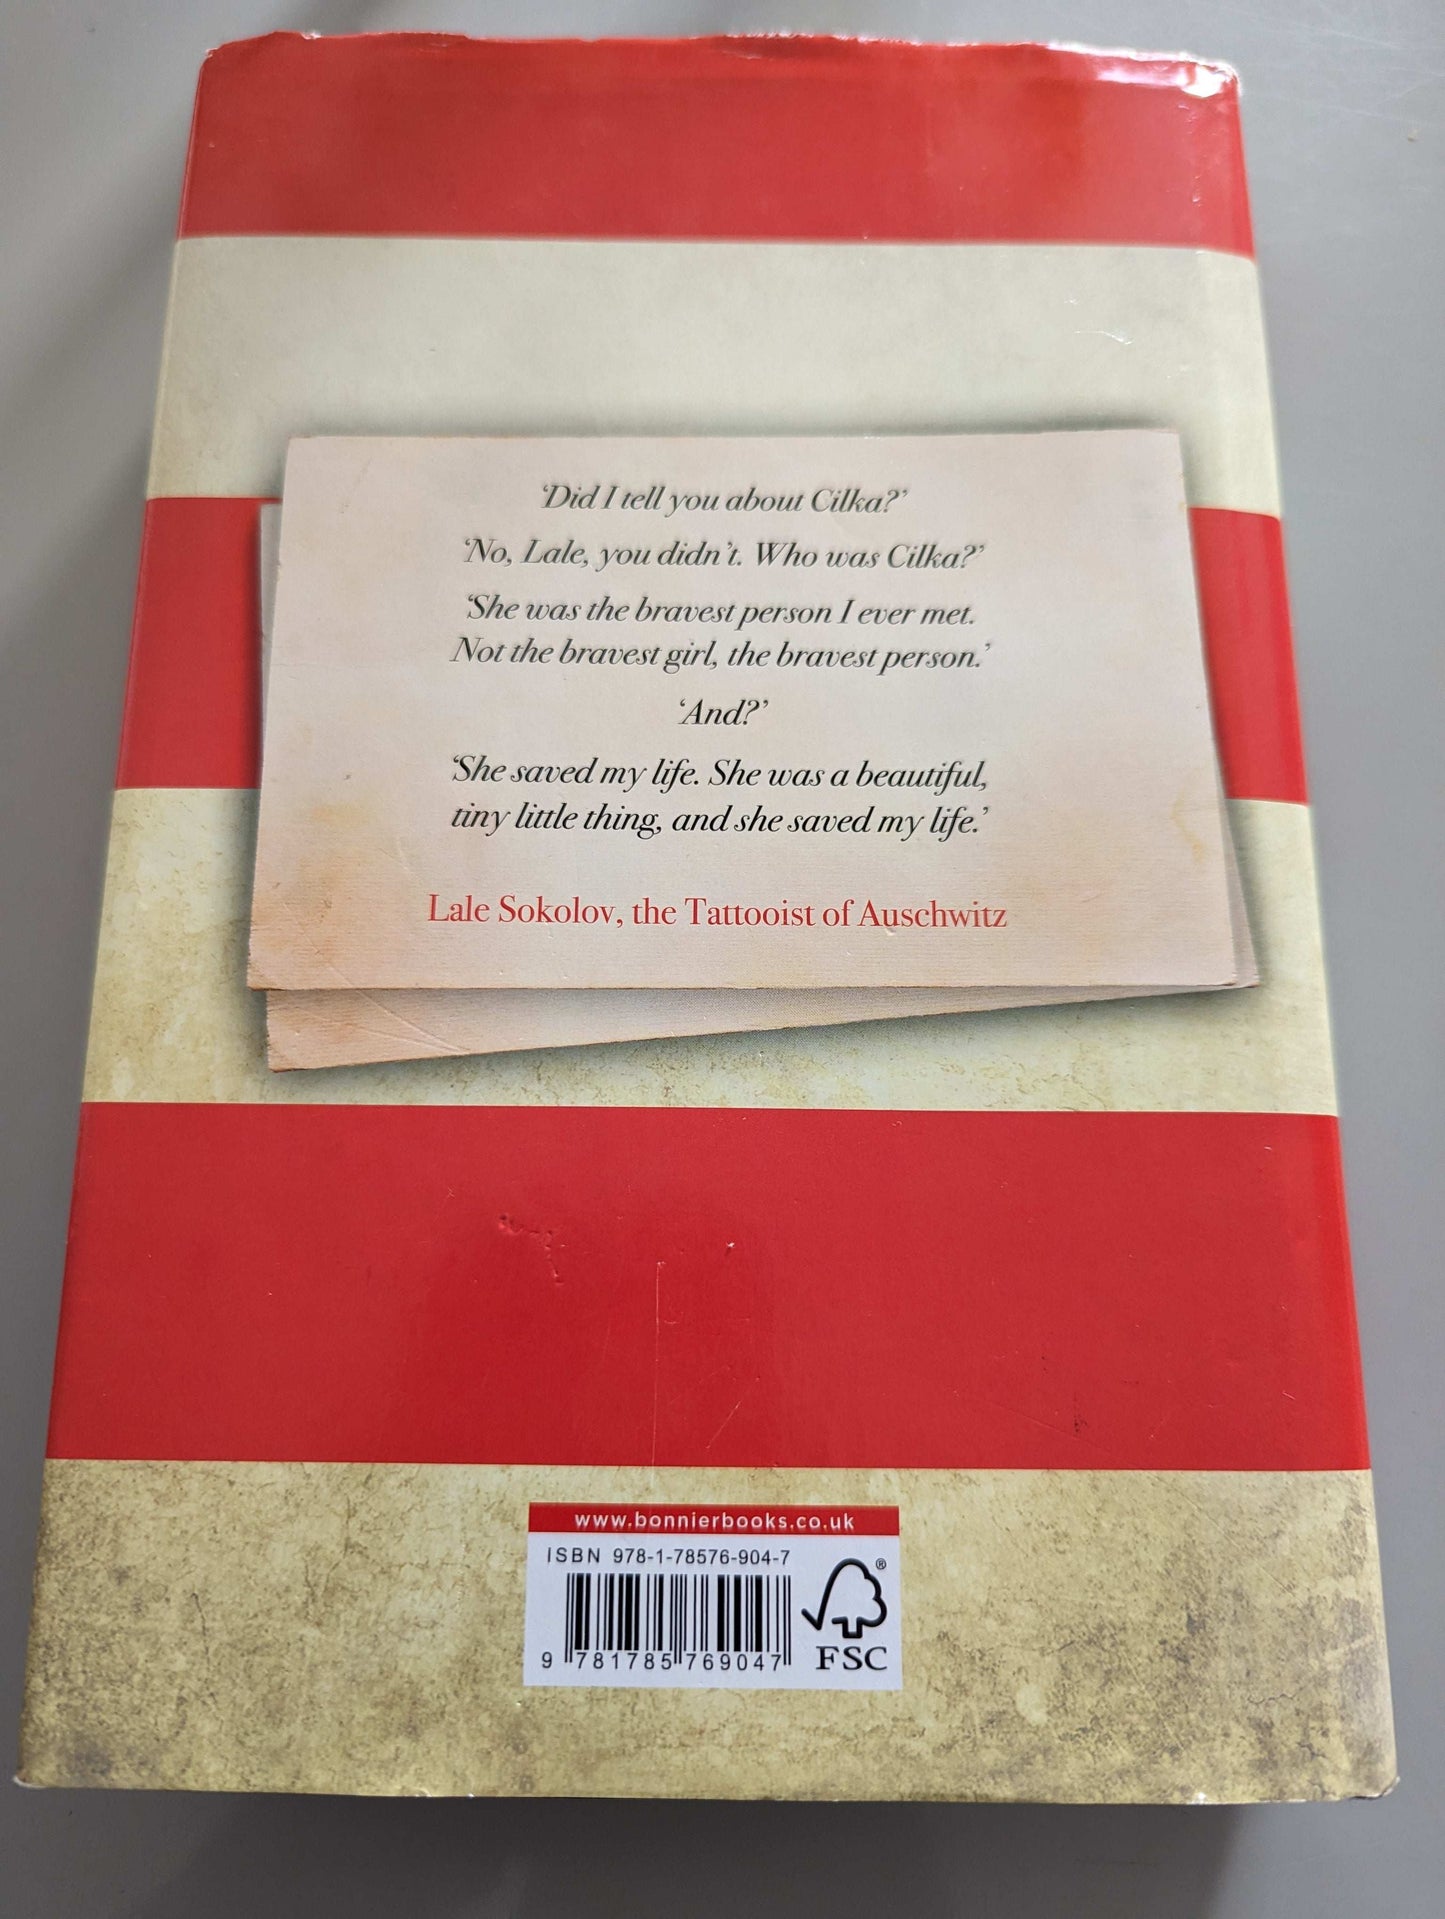 ‘Did I tell you about Cilka?’
‘No, Lale, you didn’t. Who was Cilka?’
‘She was the bravest person I ever met.
Not the bravest girl, the bravest person.’
‘And?’
‘She saved my life. She was a beautiful,
tiny little thing, and she saved my life.’
Lale Sokolov, the Tattooist of Auschwitz
www.bonnierbooks.co.uk
ISBN 978-1-78576-904-7
9 781785 769047
®
FSC